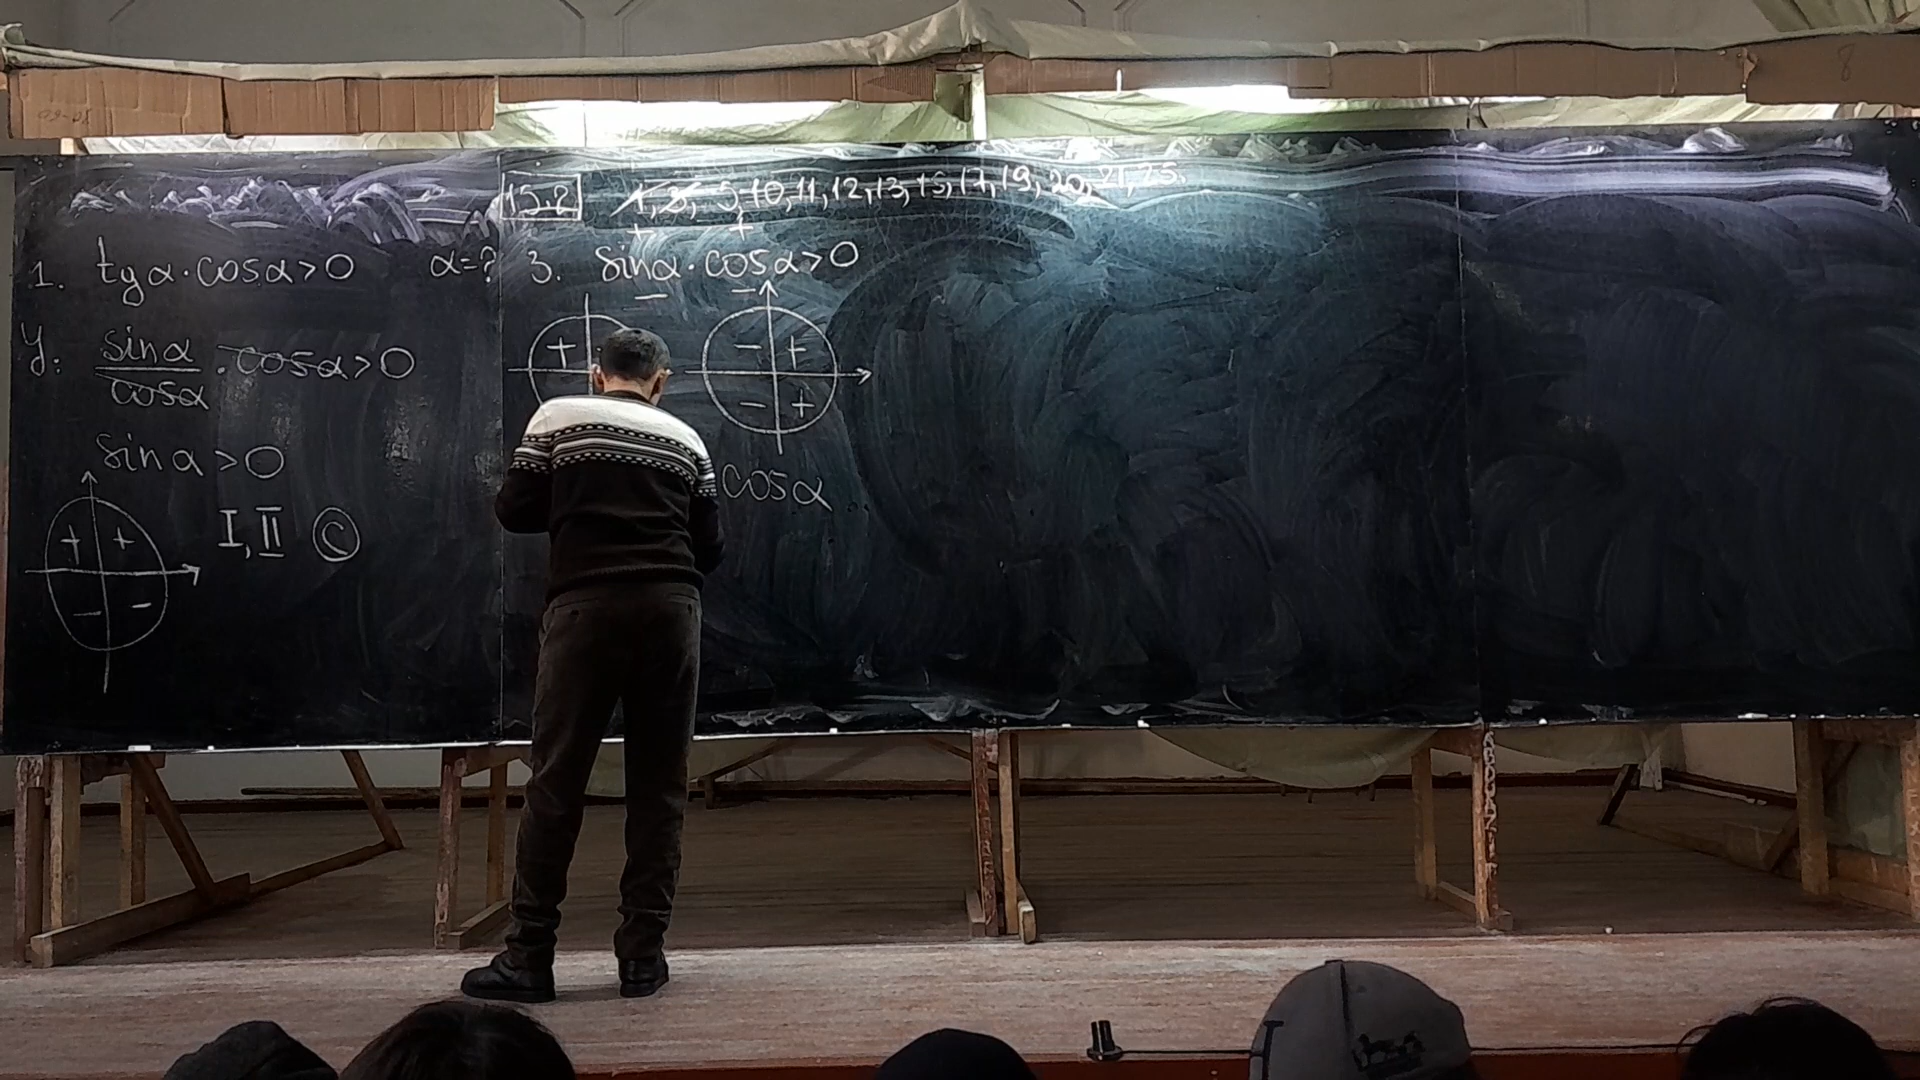 15.2 1, 3, 5, 10, 11, 12, 13, 15, 17, 19, 20, 21, 25.
1. tgα·cosα>0 α=?
У: sinα/cosα · cosα>0
sinα>0
+ +
- -
I, II C
+ +
3. sinα·cosα>0
- -
+
- +
- +
cosα